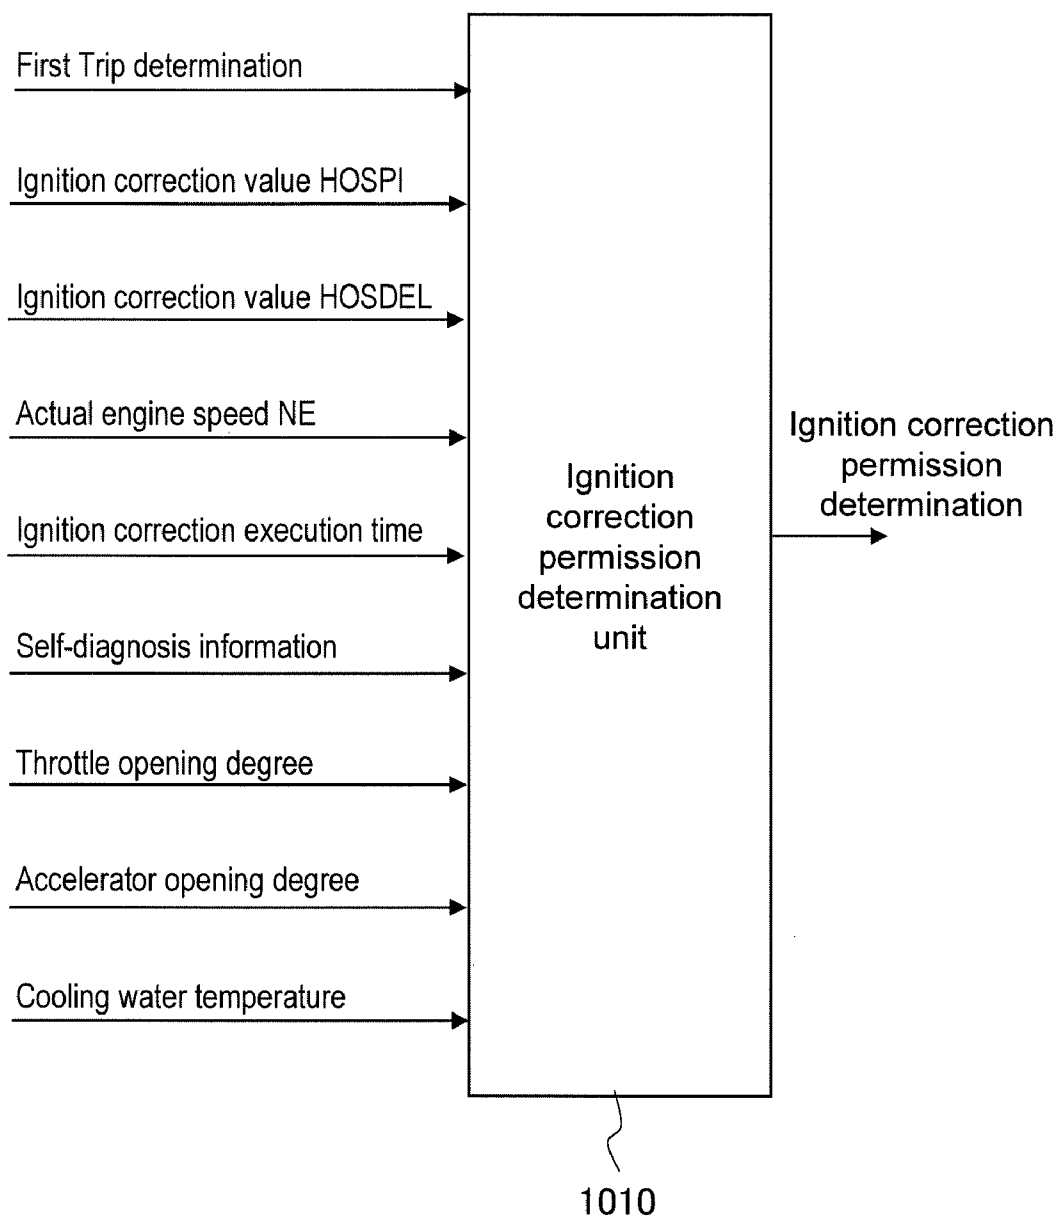 First Trip determination
Ignition correction value HOSPI
Ignition correction value HOSDEL
Actual engine speed NE
Ignition correction execution time
Self-diagnosis information
Throttle opening degree
Accelerator opening degree
Cooling water temperature
Ignition
correction
permission
determination
unit
Ignition correction
permission
determination
1010